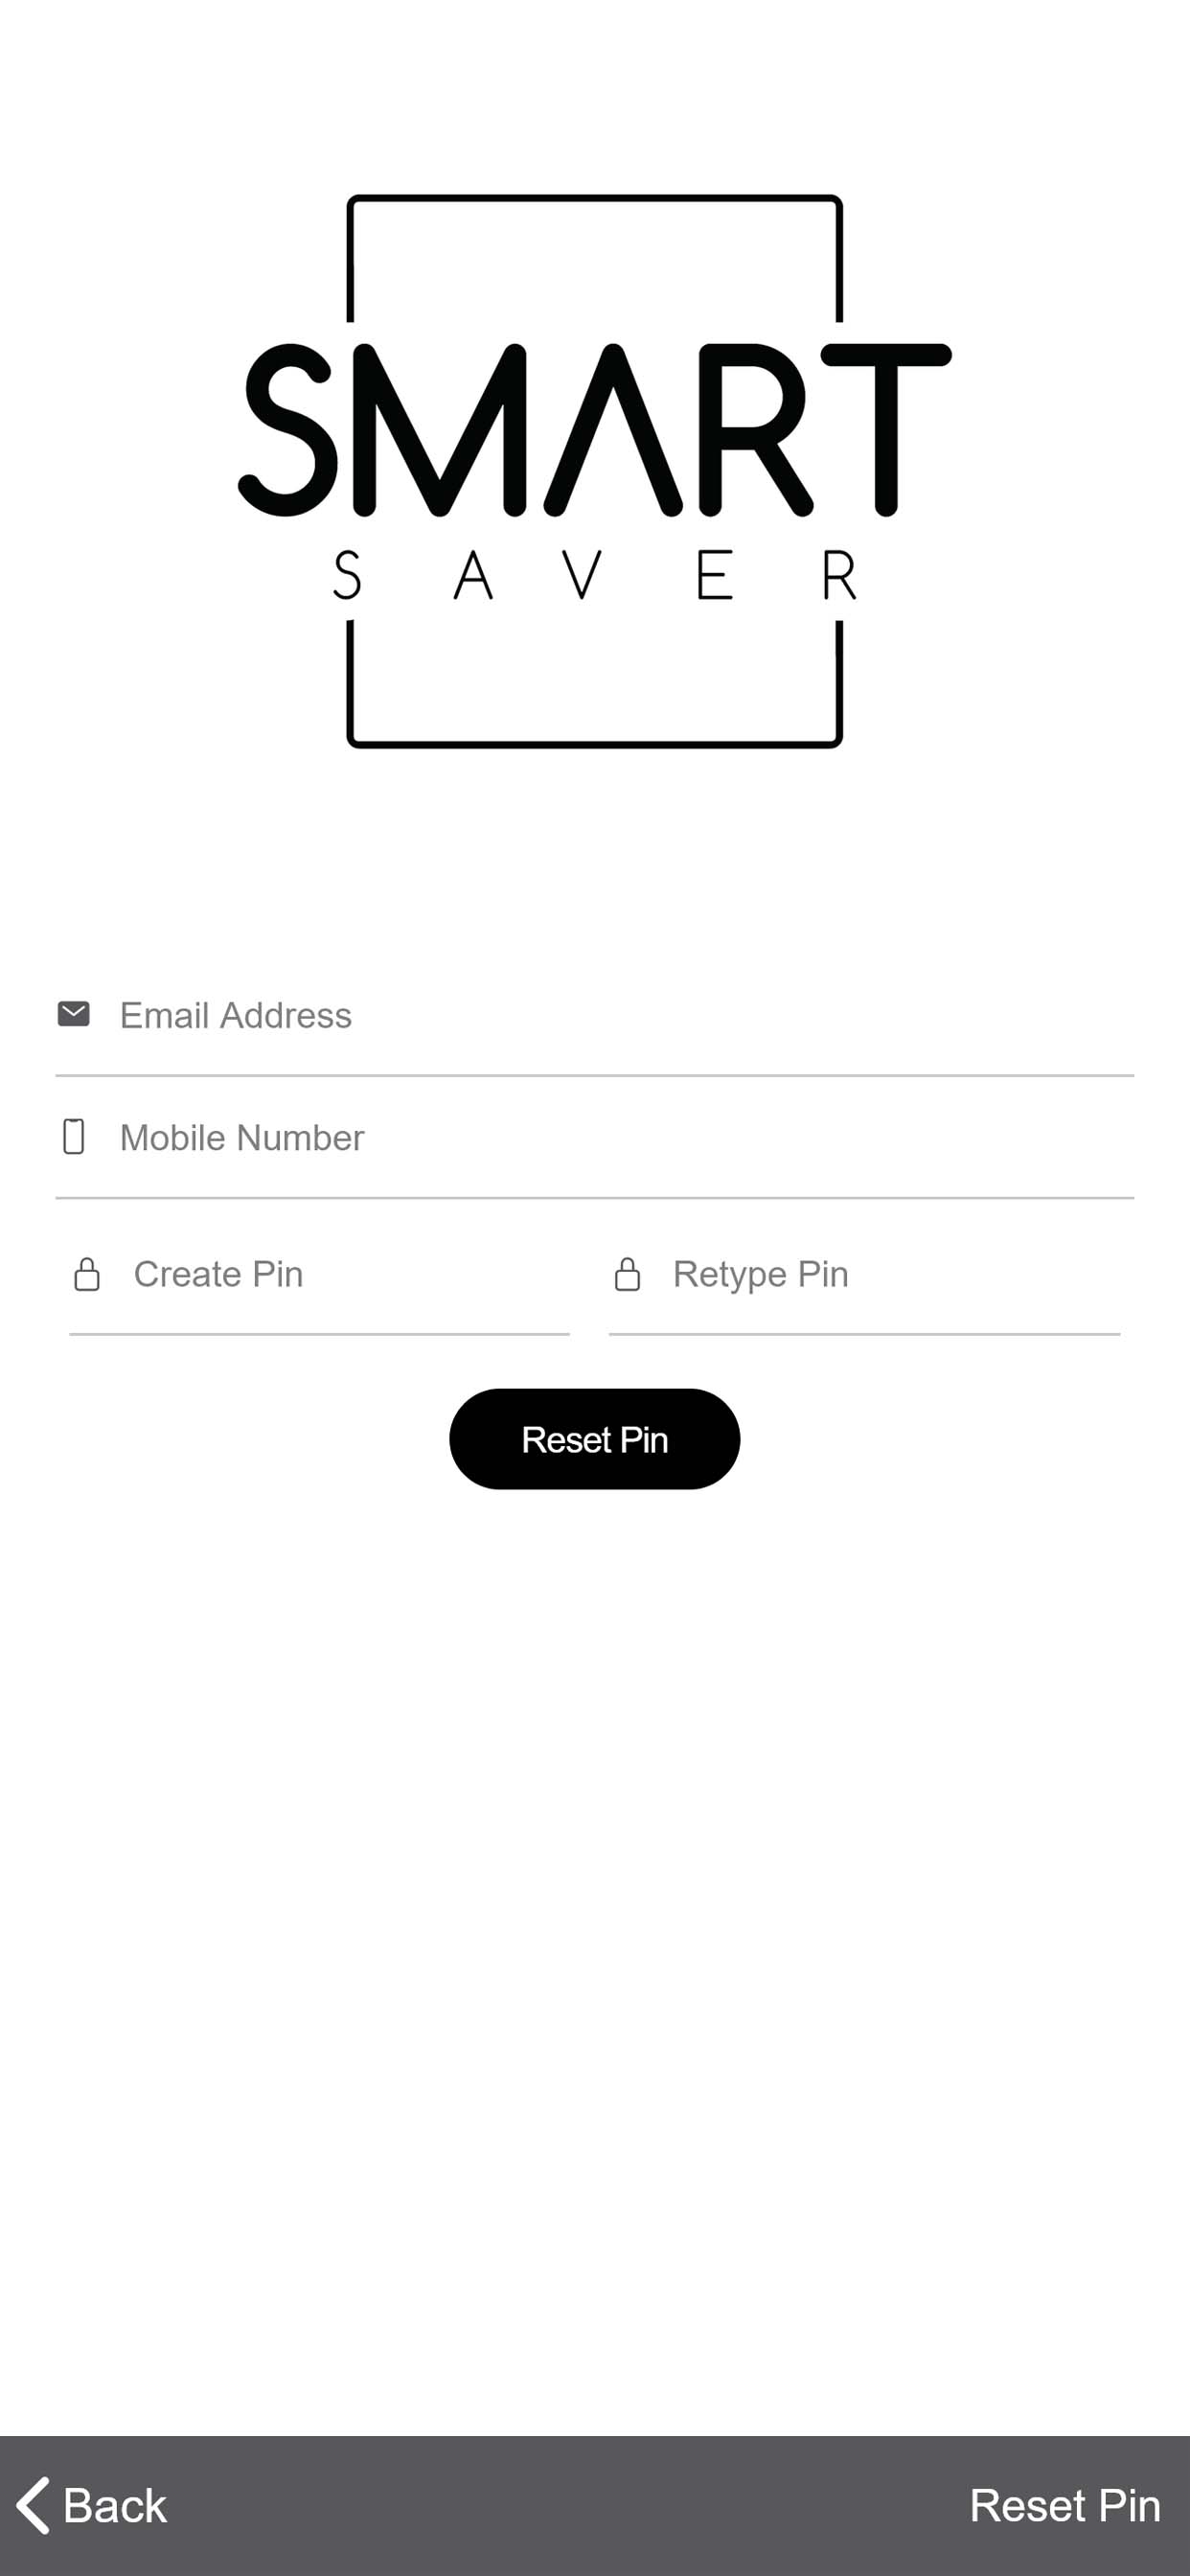 SMART
SAVER
Email Address
Mobile Number
Create Pin Retype Pin
Reset Pin
Back Reset Pin